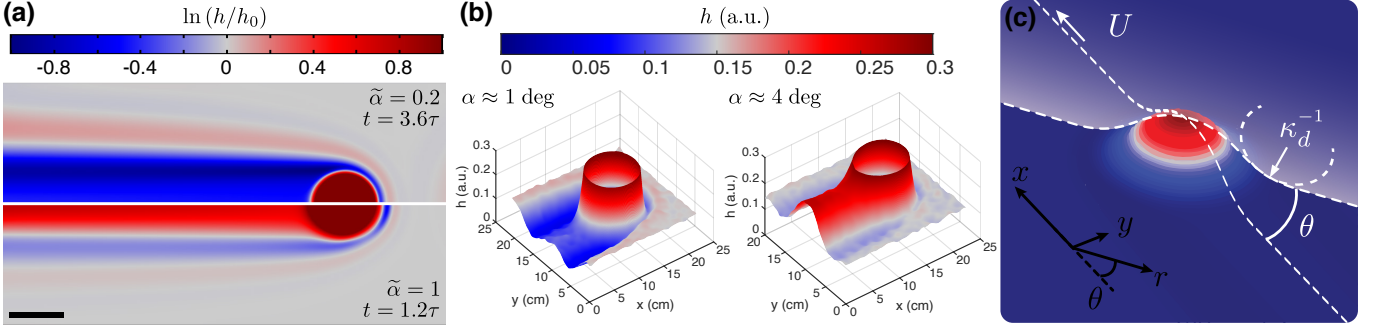 (a)
ln (h/h₀)
-0.8 -0.4 0 0.4 0.8
α̃ = 0.2
t = 3.6τ
α̃ = 1
t = 1.2τ
(b)
h (a.u.)
0 0.05 0.1 0.15 0.2 0.25 0.3
α ≈ 1 deg
h (a.u.)
0.3
0.2
0.1
0
25
20
15
10
5
0
y (cm)
0
5
10
15
20
25
x (cm)
α ≈ 4 deg
h (a.u.)
0.3
0.2
0.1
0
25
20
15
10
5
0
y (cm)
0
5
10
15
20
25
x (cm)
(c)
U
κ_d⁻¹
θ
x
y
r
θ